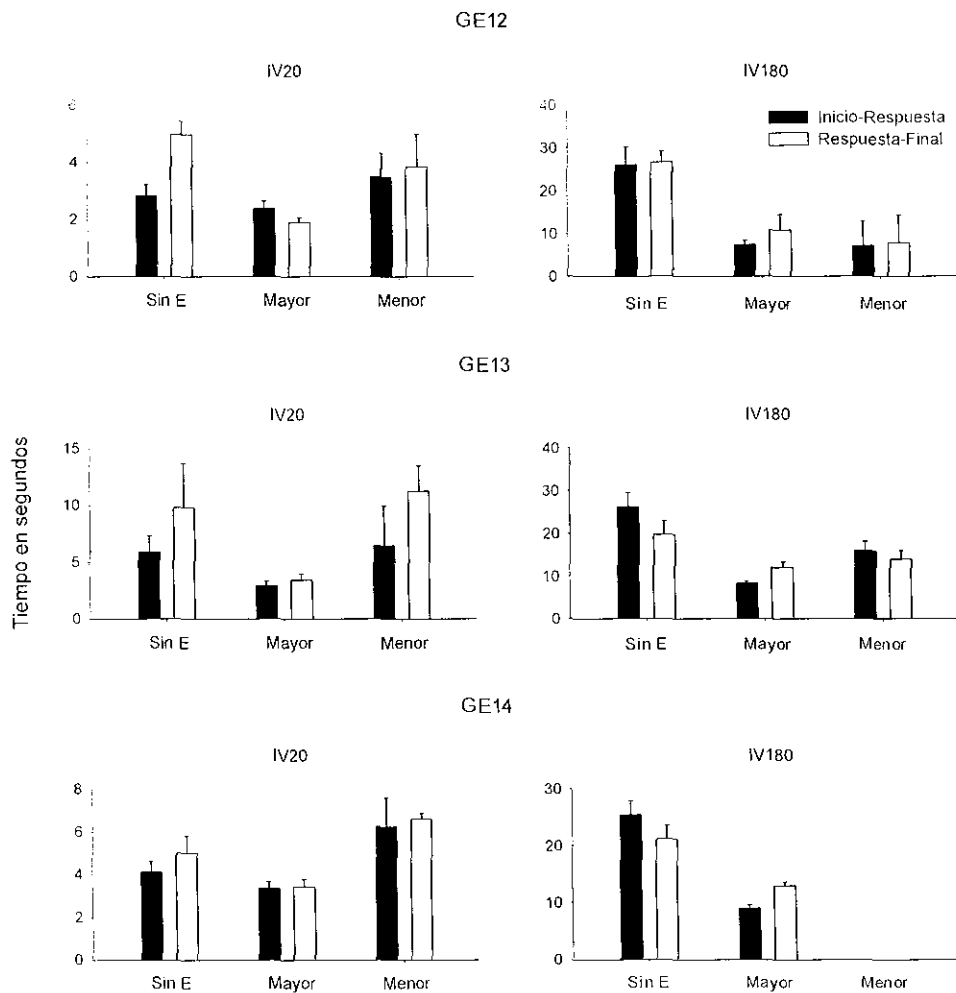 GE12
IV20
IV180
6
4
2
0
Sin E Mayor Menor
40
30
20
10
0
Inicio-Respuesta
Respuesta-Final
Sin E Mayor Menor
GE13
Tiempo en segundos
IV20
IV180
15
10
5
0
Sin E Mayor Menor
40
30
20
10
0
Sin E Mayor Menor
GE14
IV20
IV180
8
6
4
2
0
Sin E Mayor Menor
30
20
10
0
Sin E Mayor Menor